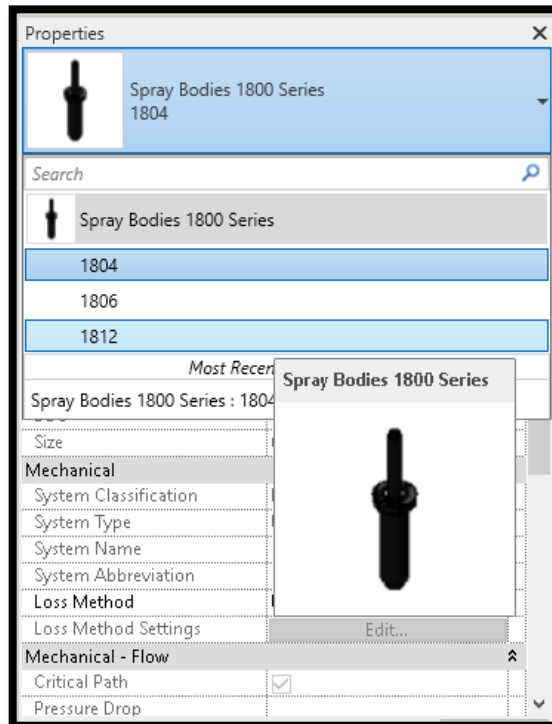 Properties
Spray Bodies 1800 Series
1804
Search
Spray Bodies 1800 Series
1804
1806
1812
Most Recen
Spray Bodies 1800 Series : 1804
Spray Bodies 1800 Series
Size
Mechanical
System Classification
System Type
System Name
System Abbreviation
Loss Method
Loss Method Settings
Edit...
Mechanical - Flow
Critical Path
Pressure Drop